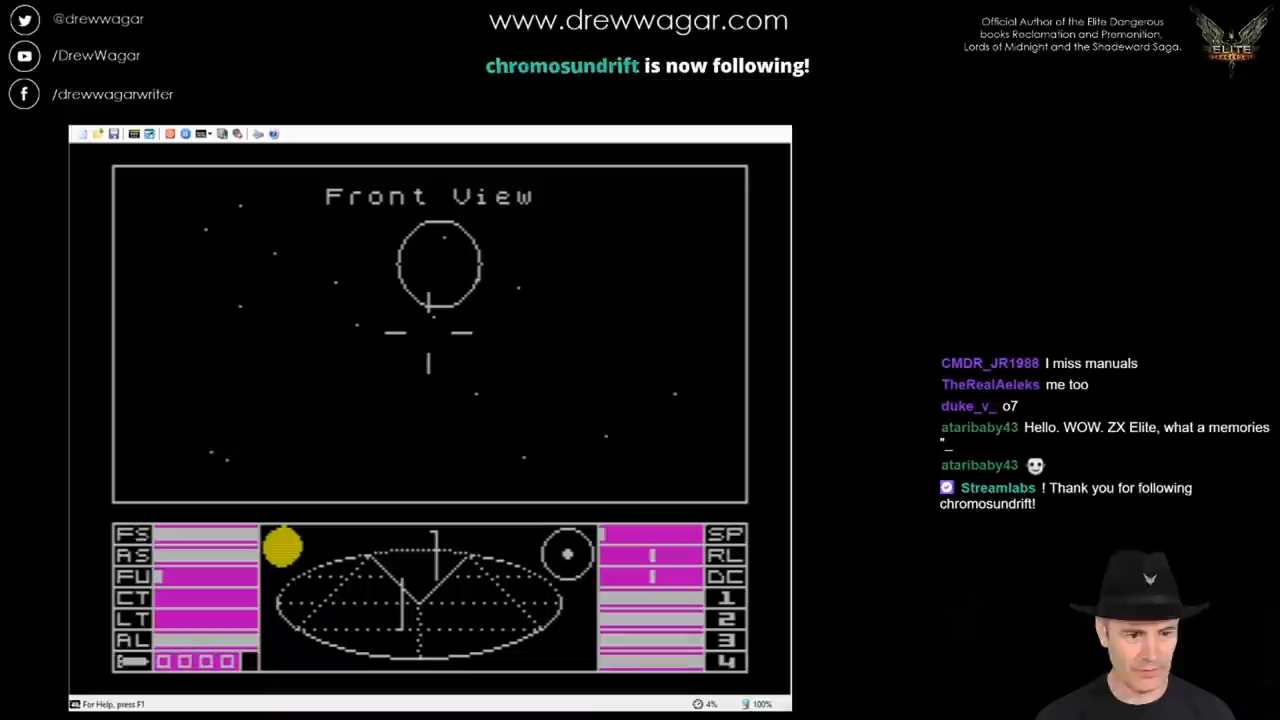 @drewwagar
/DrewWagar
/drewwagarwriter
www.drewwagar.com
chromosundrift is now following!
Official Author of the Elite Dangerous
books Reclamation and Premonition,
Lords of Midnight and the Shadeward Saga.
ELITE
Front View
FS
AS
FU
CT
LT
AL
SP
RL
DC
1
2
3
4
For Help, press F1
4%
100%
CMDR_JR1988 I miss manuals
TheRealAeleks me too
duke_v_ o7
ataribaby43 Hello. WOW. ZX Elite, what a memories
"_
ataribaby43
Streamlabs ! Thank you for following
chromosundrift!